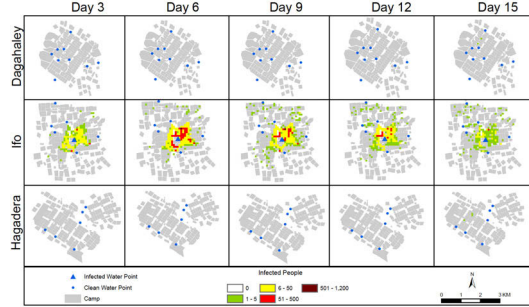 Day 3 Day 6 Day 9 Day 12 Day 15
Dagahaley
Ifo
Hagadera
Infected People
Infected Water Point
Clean Water Point
Camp
0 6 - 50 501 - 1,200
1 - 5 51 - 500
N
0 1 2 3 KM